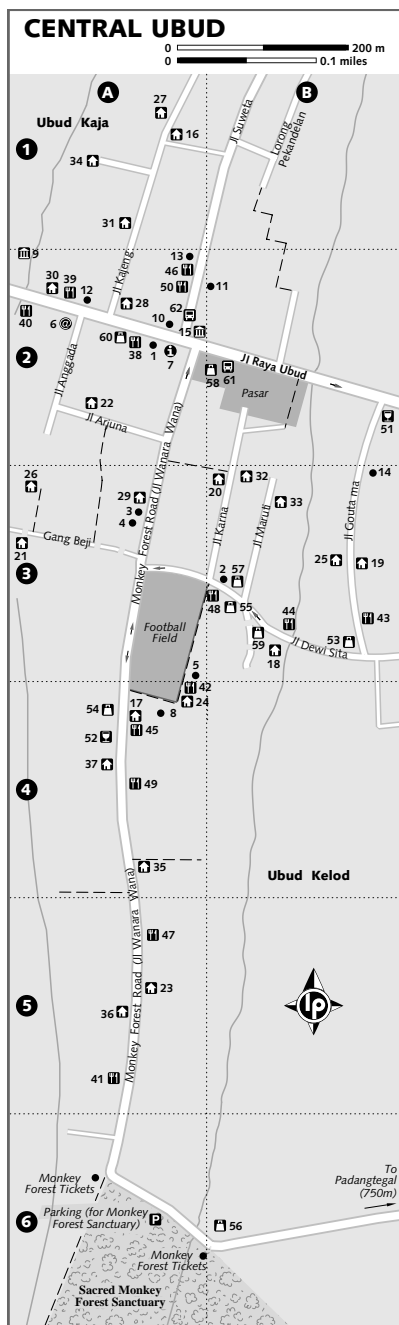 CENTRAL UBUD
0 200 m
0 0.1 miles
A
B
27
Ubud Kaja
16
1
Jl Suweta
Lorong
Pekandelan
34
31
9
13
Jl Kajeng
46
30
39
12
50
11
28
62
40
6 @
10
15
60
38
1
i
7
2
Jl Raya Ubud
58
61
Pasar
Jl Anggada
22
51
Jl Arjuna
26
20
32
14
29
3
33
4
Monkey Forest Road (Jl Wanara Wana)
Jl Karna
Jl Maruti
Jl Gouta ma
Gang Beji
21
3
2
57
25
19
48
55
44
43
Football
Field
59
18
53
Jl Dewi Sita
5
42
54
17
24
8
52
45
37
49
4
35
Ubud Kelod
47
23
36
5
lp
Monkey Forest Road (Jl Wanara Wana)
41
Monkey
Forest Tickets
To
Padangtegal
(750m)
Parking (for Monkey
Forest Sanctuary)
P
6
56
Monkey
Forest Tickets
Sacred Monkey
Forest Sanctuary